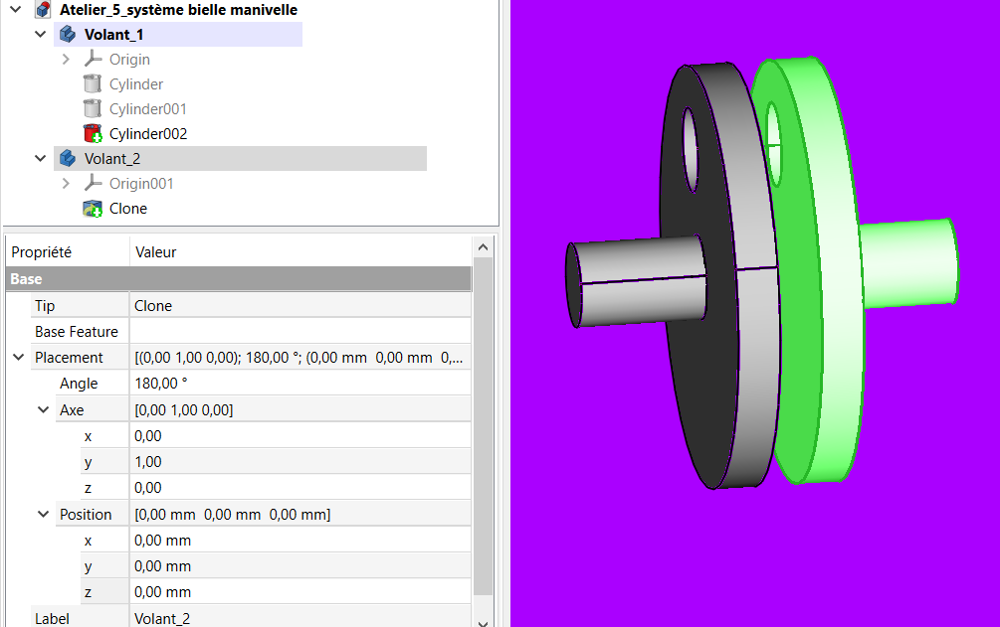 Atelier_5_système bielle manivelle
Volant_1
Origin
Cylinder
Cylinder001
Cylinder002
Volant_2
Origin001
Clone
Propriété Valeur
Base
Tip Clone
Base Feature
Placement [(0,00 1,00 0,00); 180,00 °; (0,00 mm 0,00 mm 0,...
Angle 180,00 °
Axe [0,00 1,00 0,00]
x 0,00
y 1,00
z 0,00
Position [0,00 mm 0,00 mm 0,00 mm]
x 0,00 mm
y 0,00 mm
z 0,00 mm
Label Volant_2